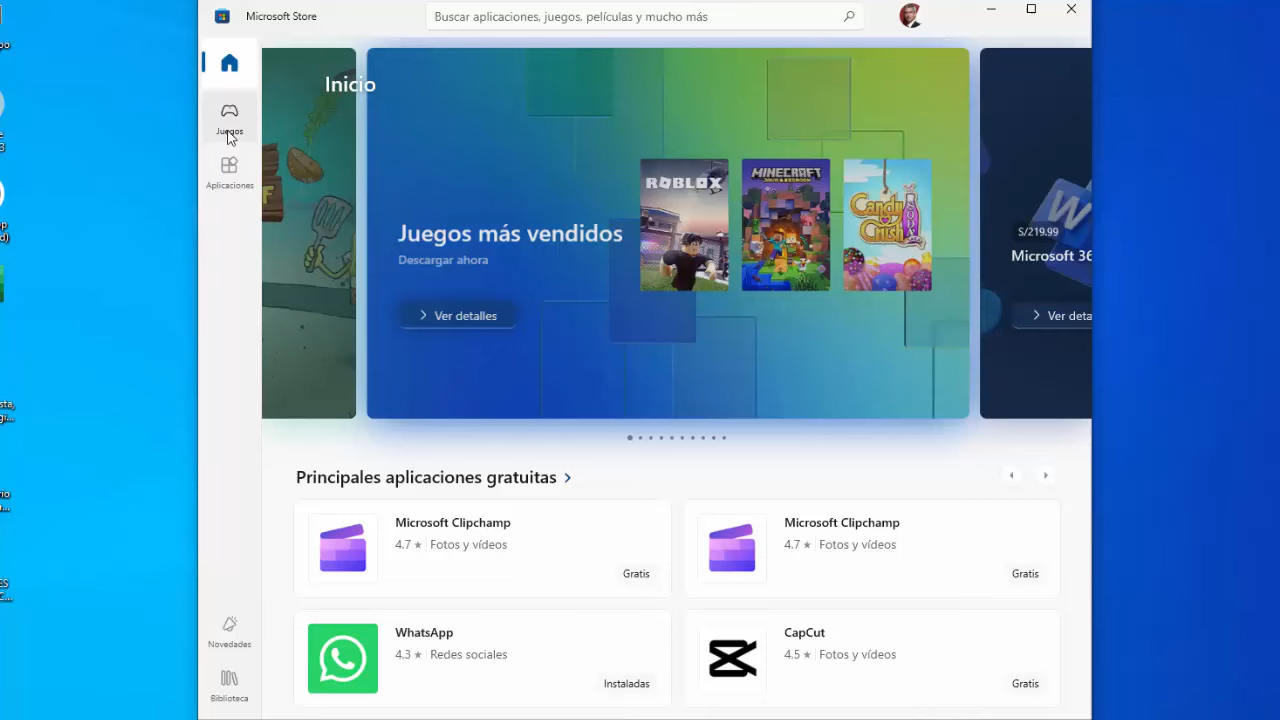 Microsoft Store
Buscar aplicaciones, juegos, películas y mucho más
Inicio
Juegos
Aplicaciones
ROBLOX
MINECRAFT
Candy
Crush
SODA
Juegos más vendidos
Descargar ahora
Ver detalles
S/219.99
Microsoft 36
Ver deta
Principales aplicaciones gratuitas
Microsoft Clipchamp
4.7 ★ Fotos y vídeos
Gratis
Microsoft Clipchamp
4.7 ★ Fotos y vídeos
Gratis
WhatsApp
4.3 ★ Redes sociales
Instaladas
CapCut
4.5 ★ Fotos y vídeos
Gratis
Novedades
Biblioteca